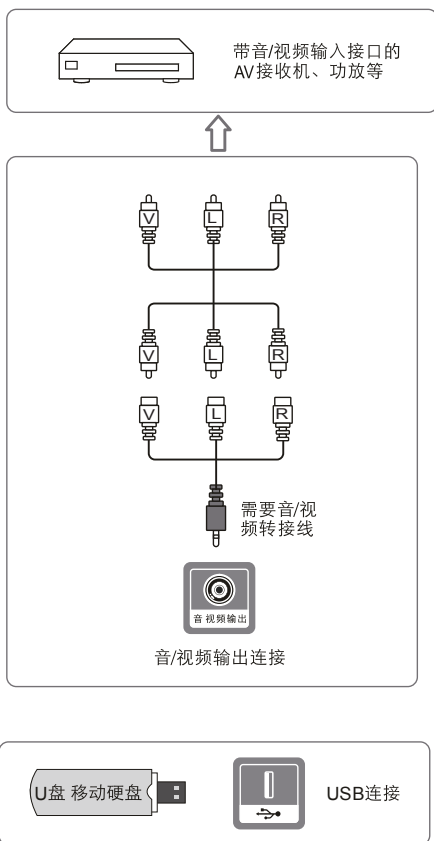 带音/视频输入接口的
AV接收机、功放等
V L R
V L R
V L R
需要音/视
频转接线
音视频输出
音/视频输出连接
U盘 移动硬盘
USB连接